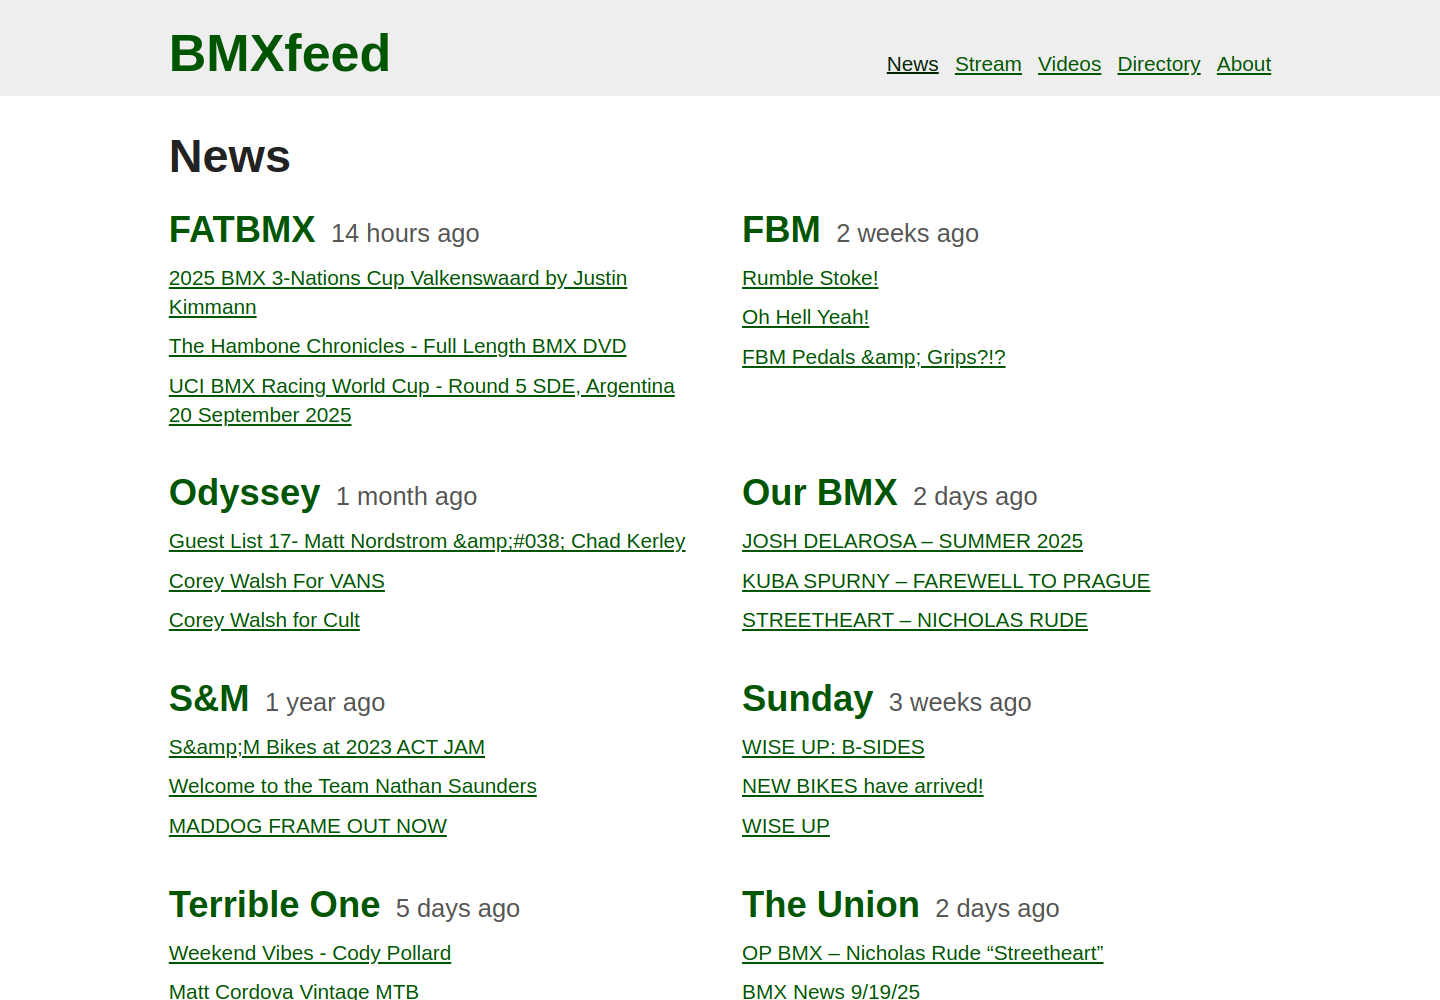 BMXfeed
News Stream Videos Directory About
News
FATBMX 14 hours ago
2025 BMX 3-Nations Cup Valkenswaard by Justin
Kimmann
The Hambone Chronicles - Full Length BMX DVD
UCI BMX Racing World Cup - Round 5 SDE, Argentina
20 September 2025
FBM 2 weeks ago
Rumble Stoke!
Oh Hell Yeah!
FBM Pedals &amp; Grips?!?
Odyssey 1 month ago
Guest List 17- Matt Nordstrom &amp;#038; Chad Kerley
Corey Walsh For VANS
Corey Walsh for Cult
Our BMX 2 days ago
JOSH DELAROSA – SUMMER 2025
KUBA SPURNY – FAREWELL TO PRAGUE
STREETHEART – NICHOLAS RUDE
S&M 1 year ago
S&amp;M Bikes at 2023 ACT JAM
Welcome to the Team Nathan Saunders
MADDOG FRAME OUT NOW
Sunday 3 weeks ago
WISE UP: B-SIDES
NEW BIKES have arrived!
WISE UP
Terrible One 5 days ago
Weekend Vibes - Cody Pollard
Matt Cordova Vintage MTB
The Union 2 days ago
OP BMX – Nicholas Rude “Streetheart”
BMX News 9/19/25